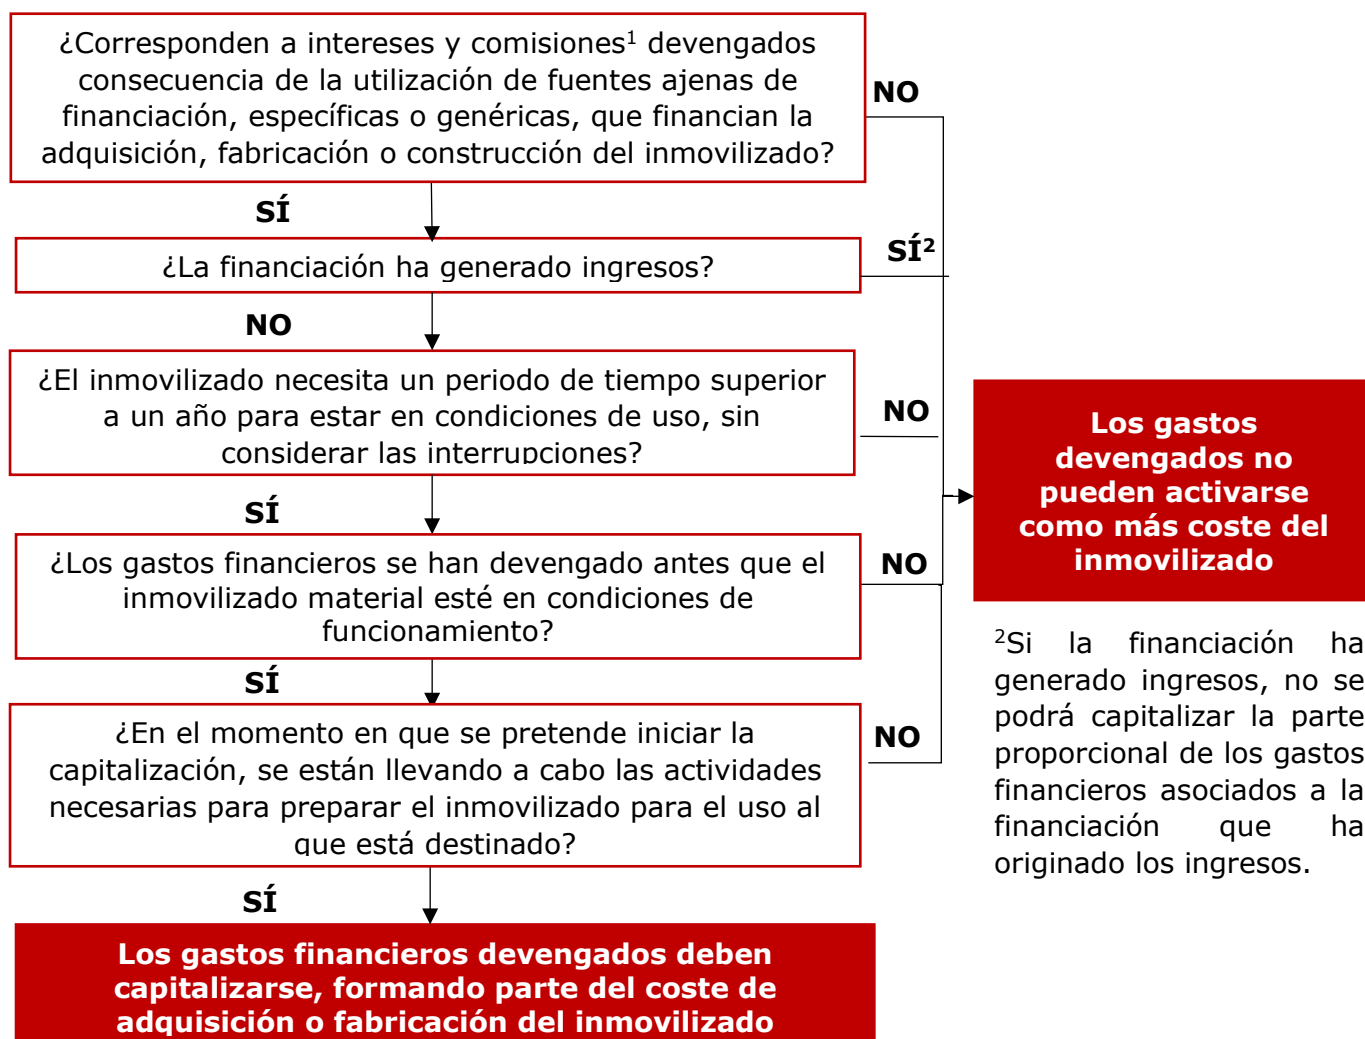 ¿Corresponden a intereses y comisiones¹ devengados
consecuencia de la utilización de fuentes ajenas de
financiación, específicas o genéricas, que financian la
adquisición, fabricación o construcción del inmovilizado?
NO
SÍ
¿La financiación ha generado ingresos?
SÍ²
NO
¿El inmovilizado necesita un periodo de tiempo superior
a un año para estar en condiciones de uso, sin
considerar las interrupciones?
NO
SÍ
¿Los gastos financieros se han devengado antes que el
inmovilizado material esté en condiciones de
funcionamiento?
NO
SÍ
¿En el momento en que se pretende iniciar la
capitalización, se están llevando a cabo las actividades
necesarias para preparar el inmovilizado para el uso al
que está destinado?
NO
SÍ
Los gastos financieros devengados deben
capitalizarse, formando parte del coste de
adquisición o fabricación del inmovilizado
Los gastos
devengados no
pueden activarse
como más coste del
inmovilizado
²Si la financiación ha
generado ingresos, no se
podrá capitalizar la parte
proporcional de los gastos
financieros asociados a la
financiación que ha
originado los ingresos.